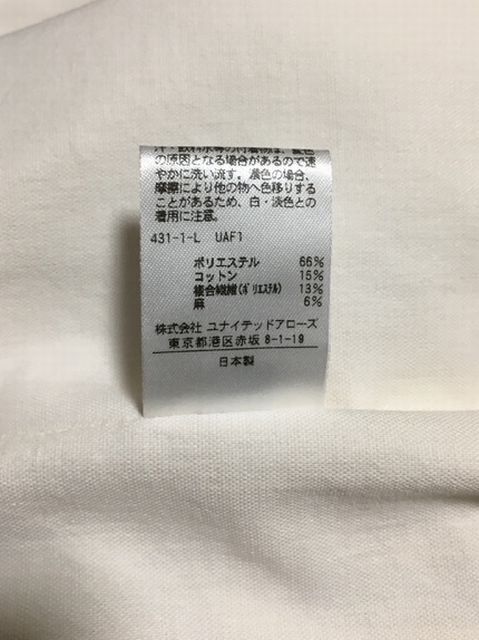 汗・飲料水等の付着物は、変色
の原因となる場合があるので速
やかに洗い流す。濃色の場合、
摩擦により他の物へ色移りする
ことがあるため、白・淡色との
着用に注意。
431-1-L UAF1
ポリエステル 66%
コットン 15%
複合繊維(ポリエステル) 13%
麻 6%
株式会社 ユナイテッドアローズ
東京都港区赤坂 8-1-19
日本製